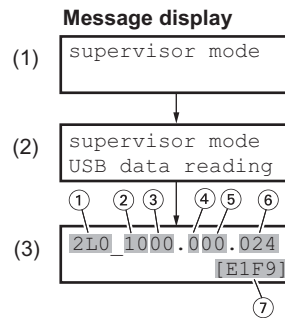 Message display
(1)
supervisor mode
(2)
supervisor mode
USB data reading
① ② ③ ④ ⑤ ⑥
(3)
2L0_1000.000.024
[E1F9]
⑦